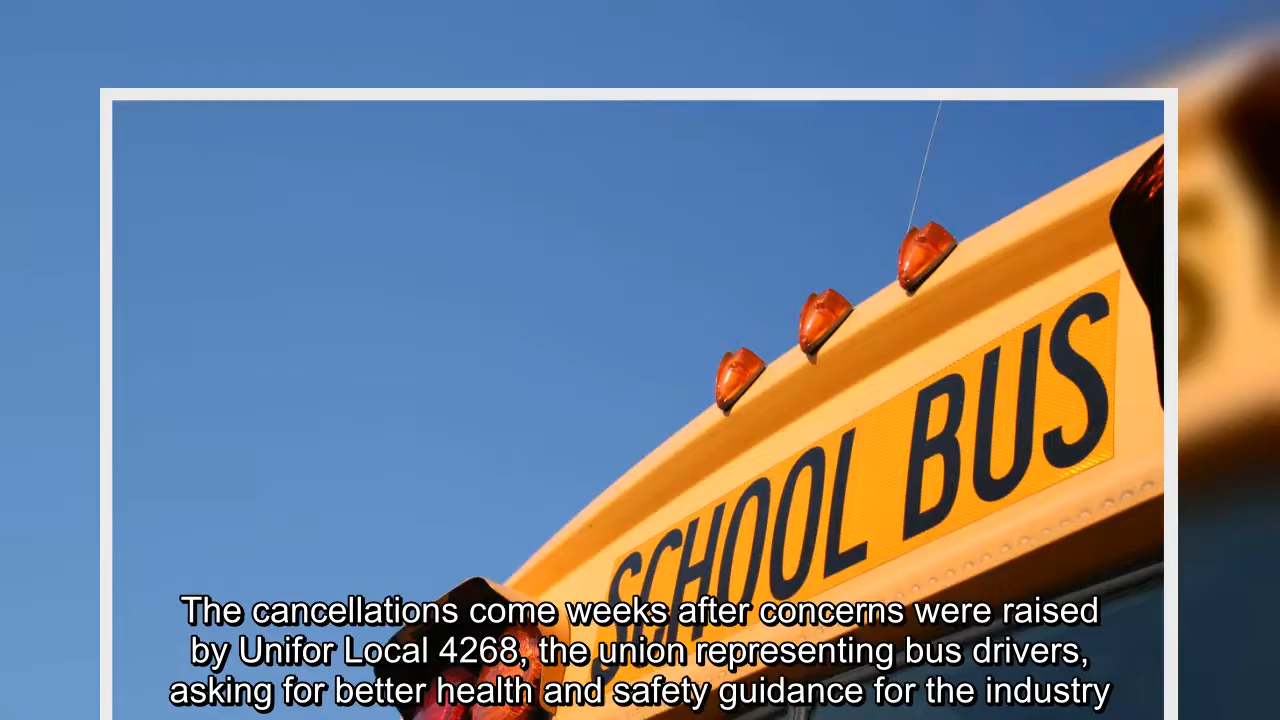 SCHOOL BUS
The cancellations come weeks after concerns were raised
by Unifor Local 4268, the union representing bus drivers,
asking for better health and safety guidance for the industry